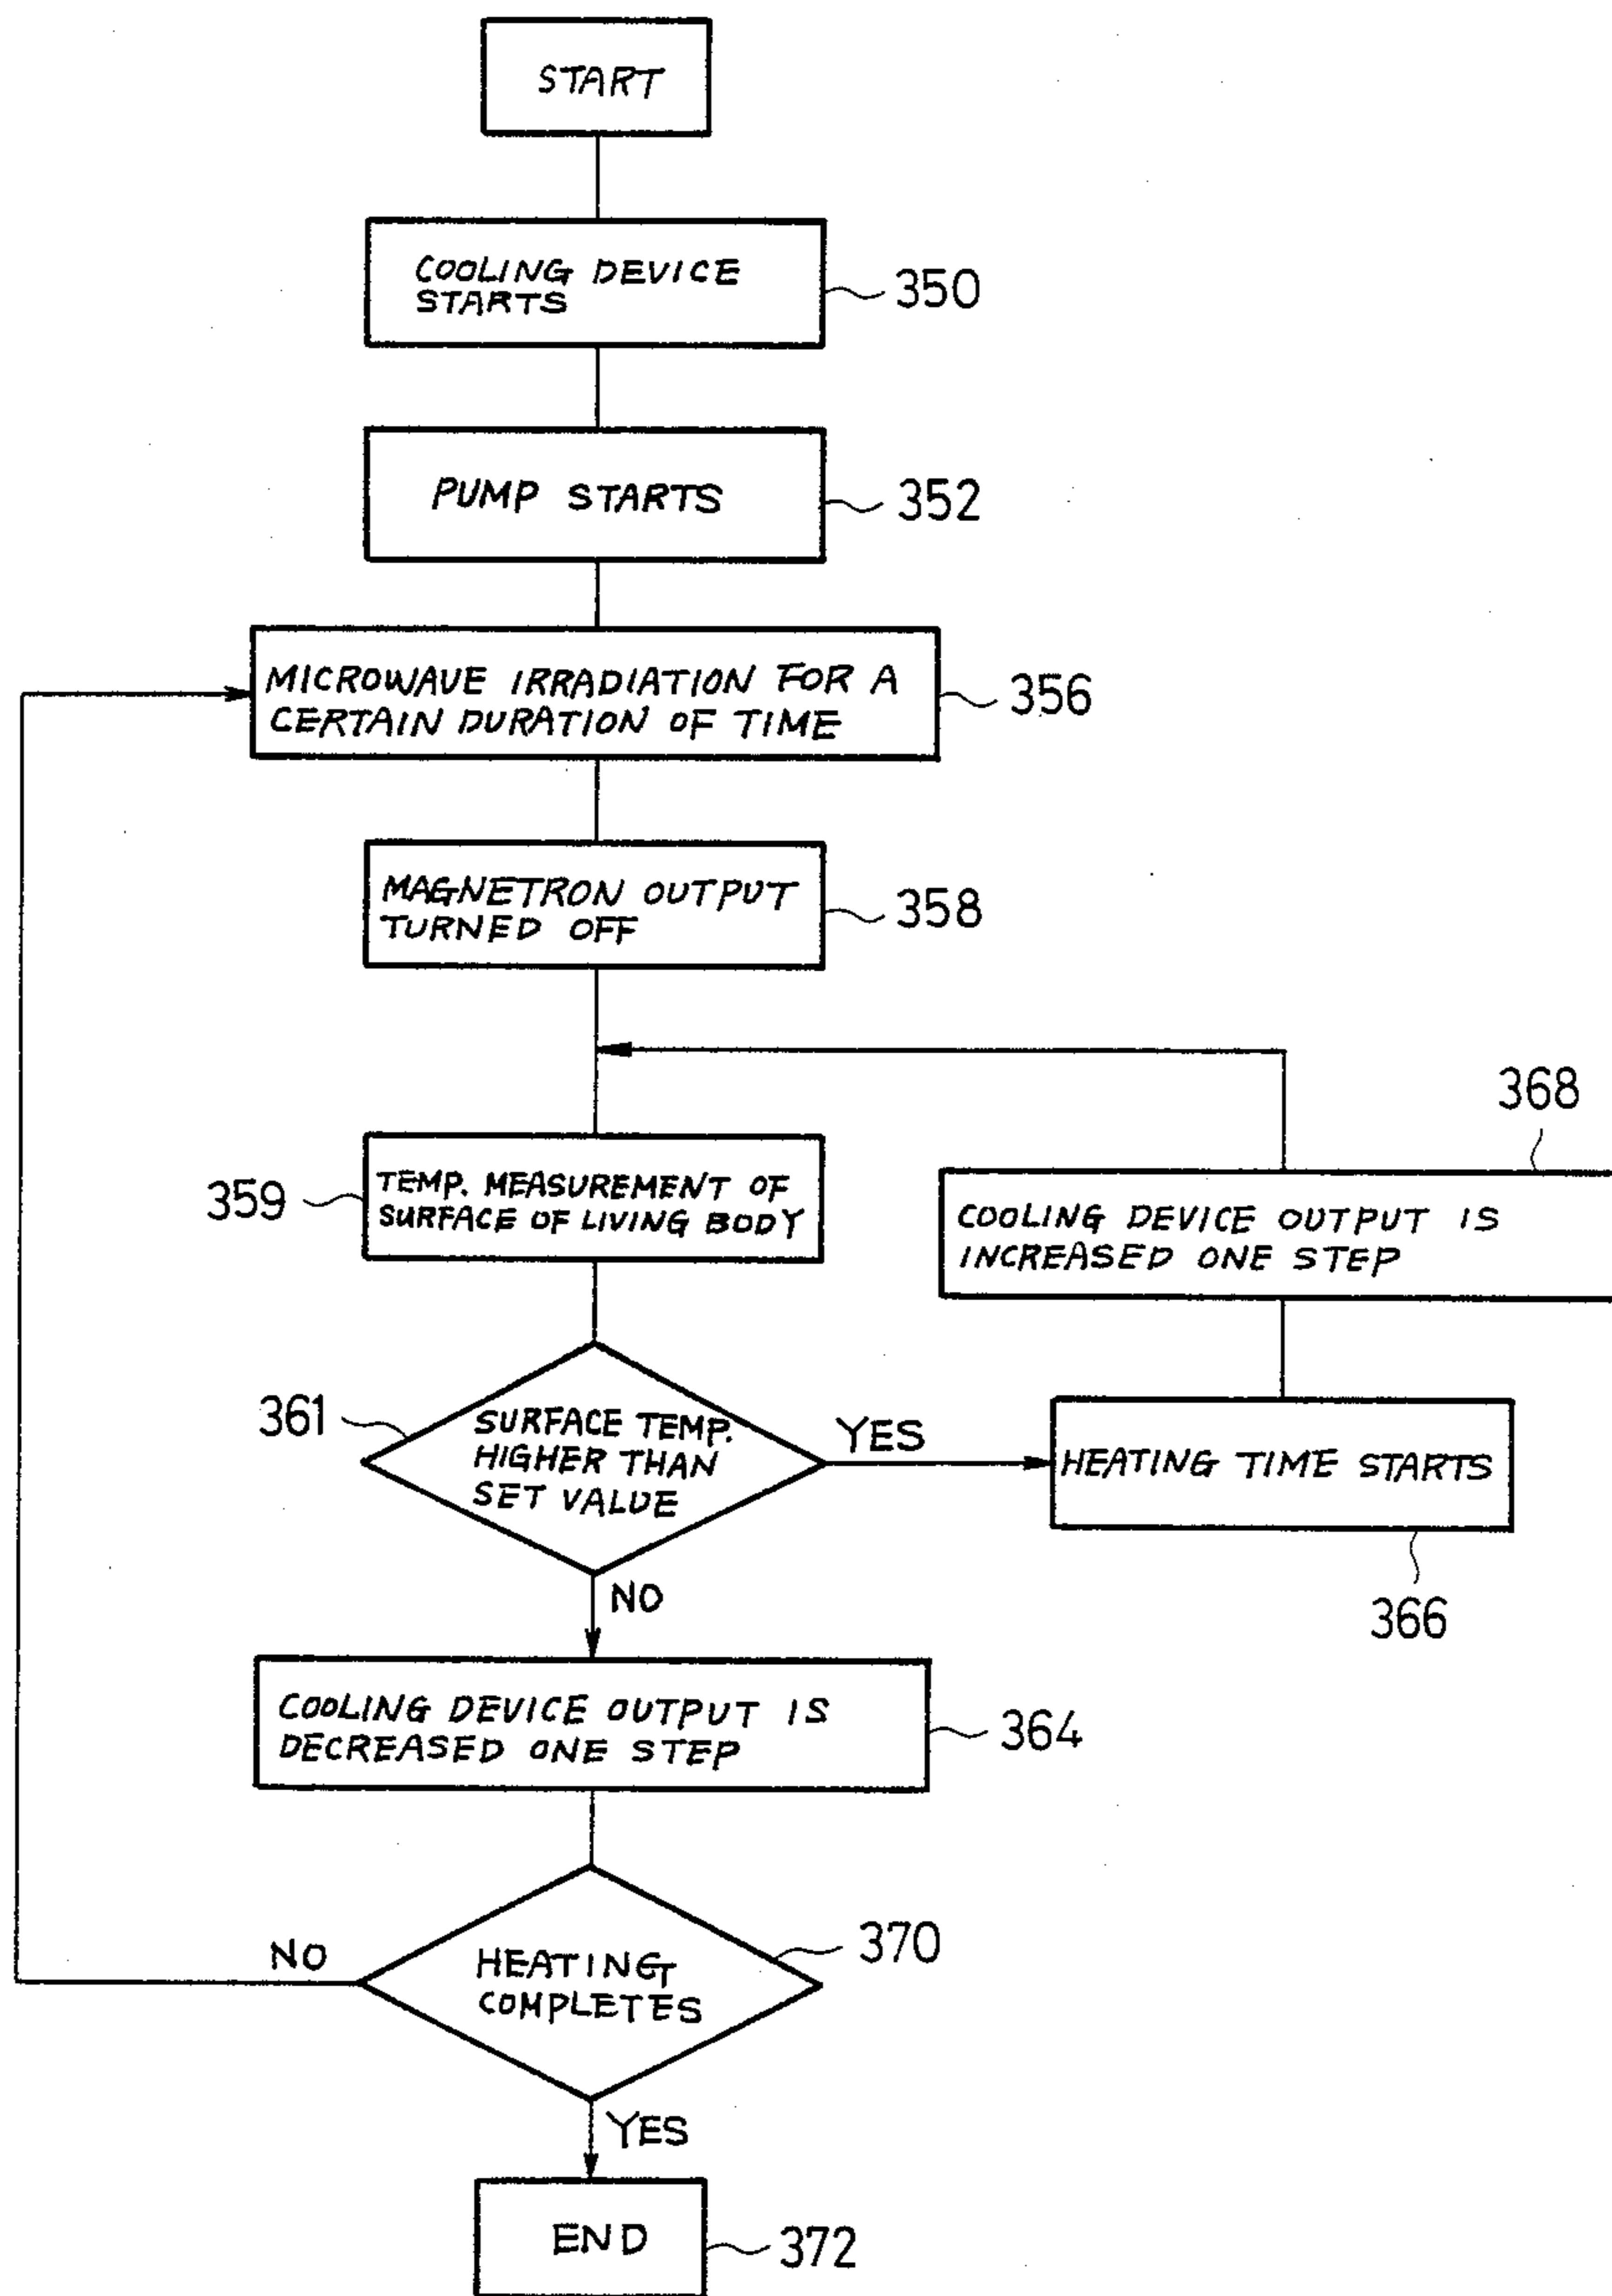 START
COOLING DEVICE
STARTS
350
PUMP STARTS
352
MICROWAVE IRRADIATION FOR A
CERTAIN DURATION OF TIME
356
MAGNETRON OUTPUT
TURNED OFF
358
368
359
TEMP. MEASUREMENT OF
SURFACE OF LIVING BODY
COOLING DEVICE OUTPUT IS
INCREASED ONE STEP
361
SURFACE TEMP.
HIGHER THAN
SET VALUE
YES
HEATING TIME STARTS
366
NO
COOLING DEVICE OUTPUT IS
DECREASED ONE STEP
364
NO
HEATING
COMPLETES
370
YES
END
372